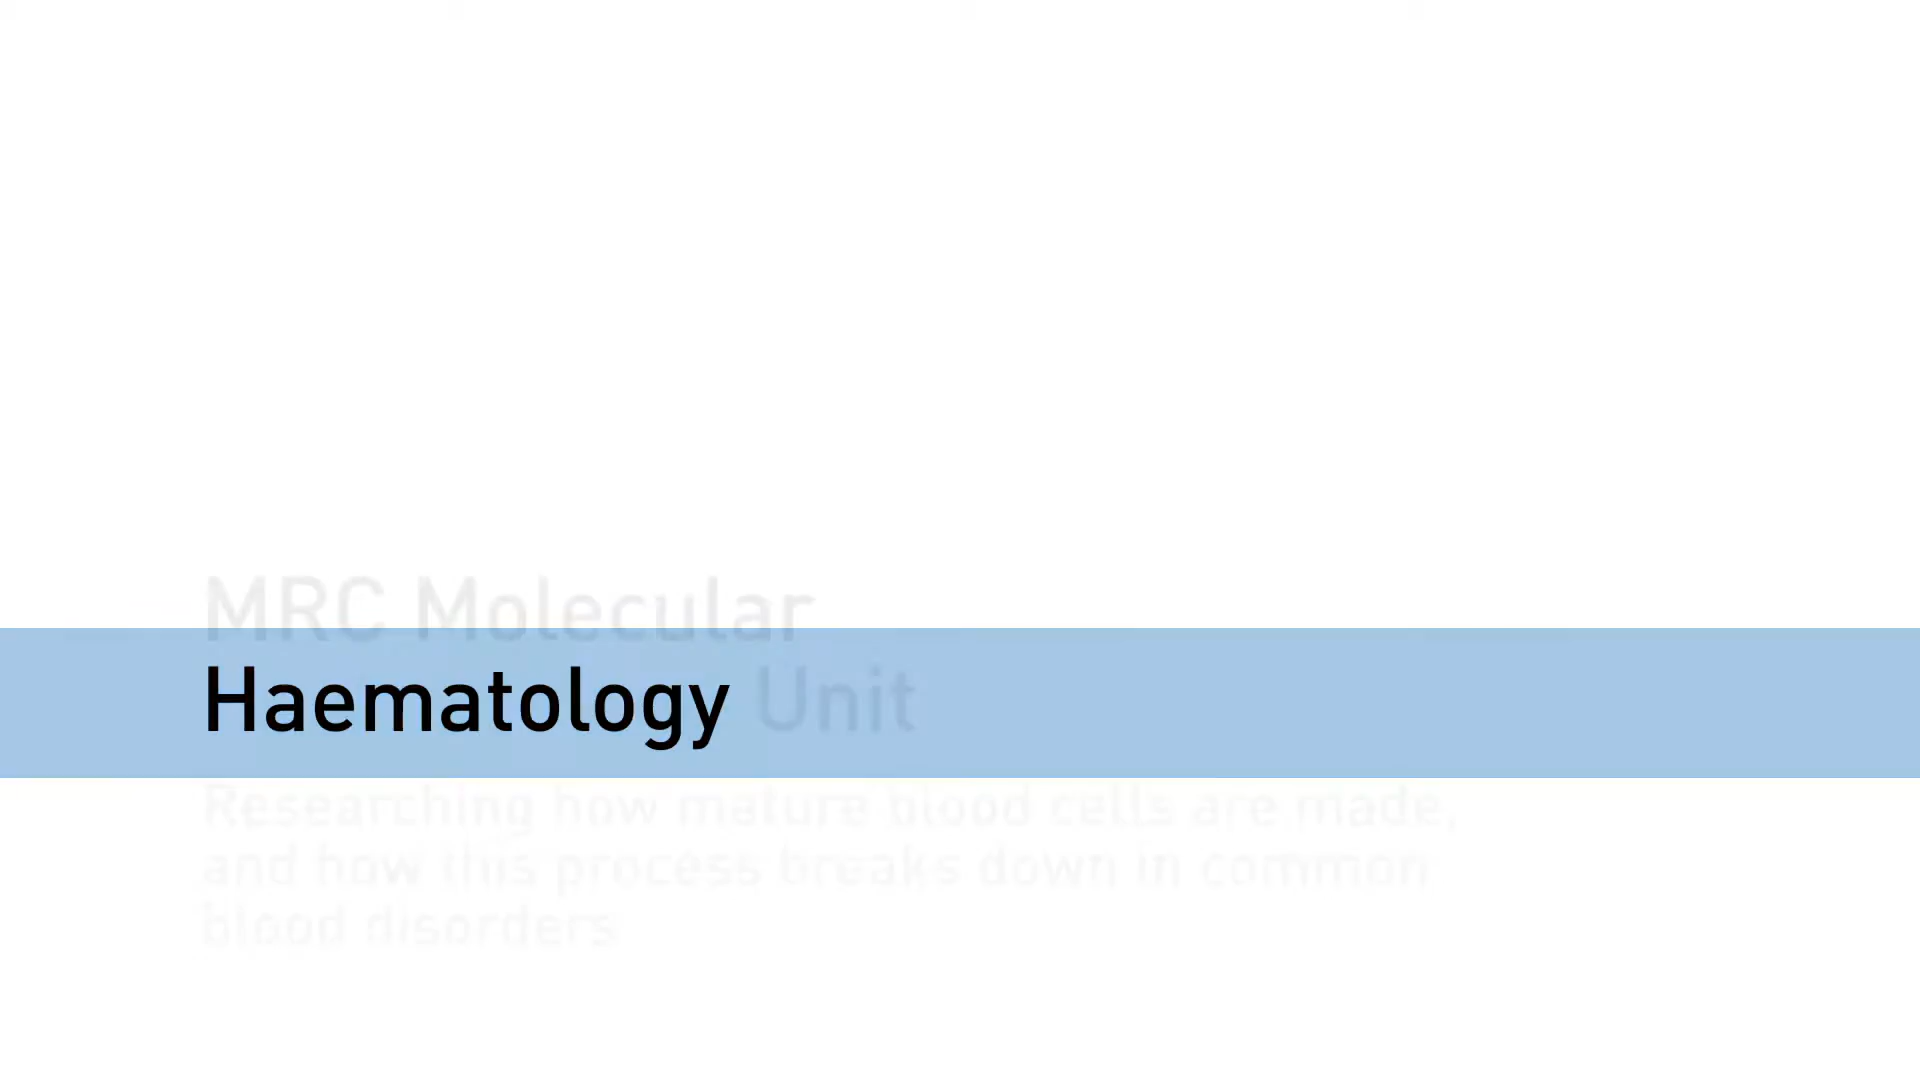 MRC Molecular
Haematology Unit
Researching how mature blood cells are made,
and how this process breaks down in common
blood disorders